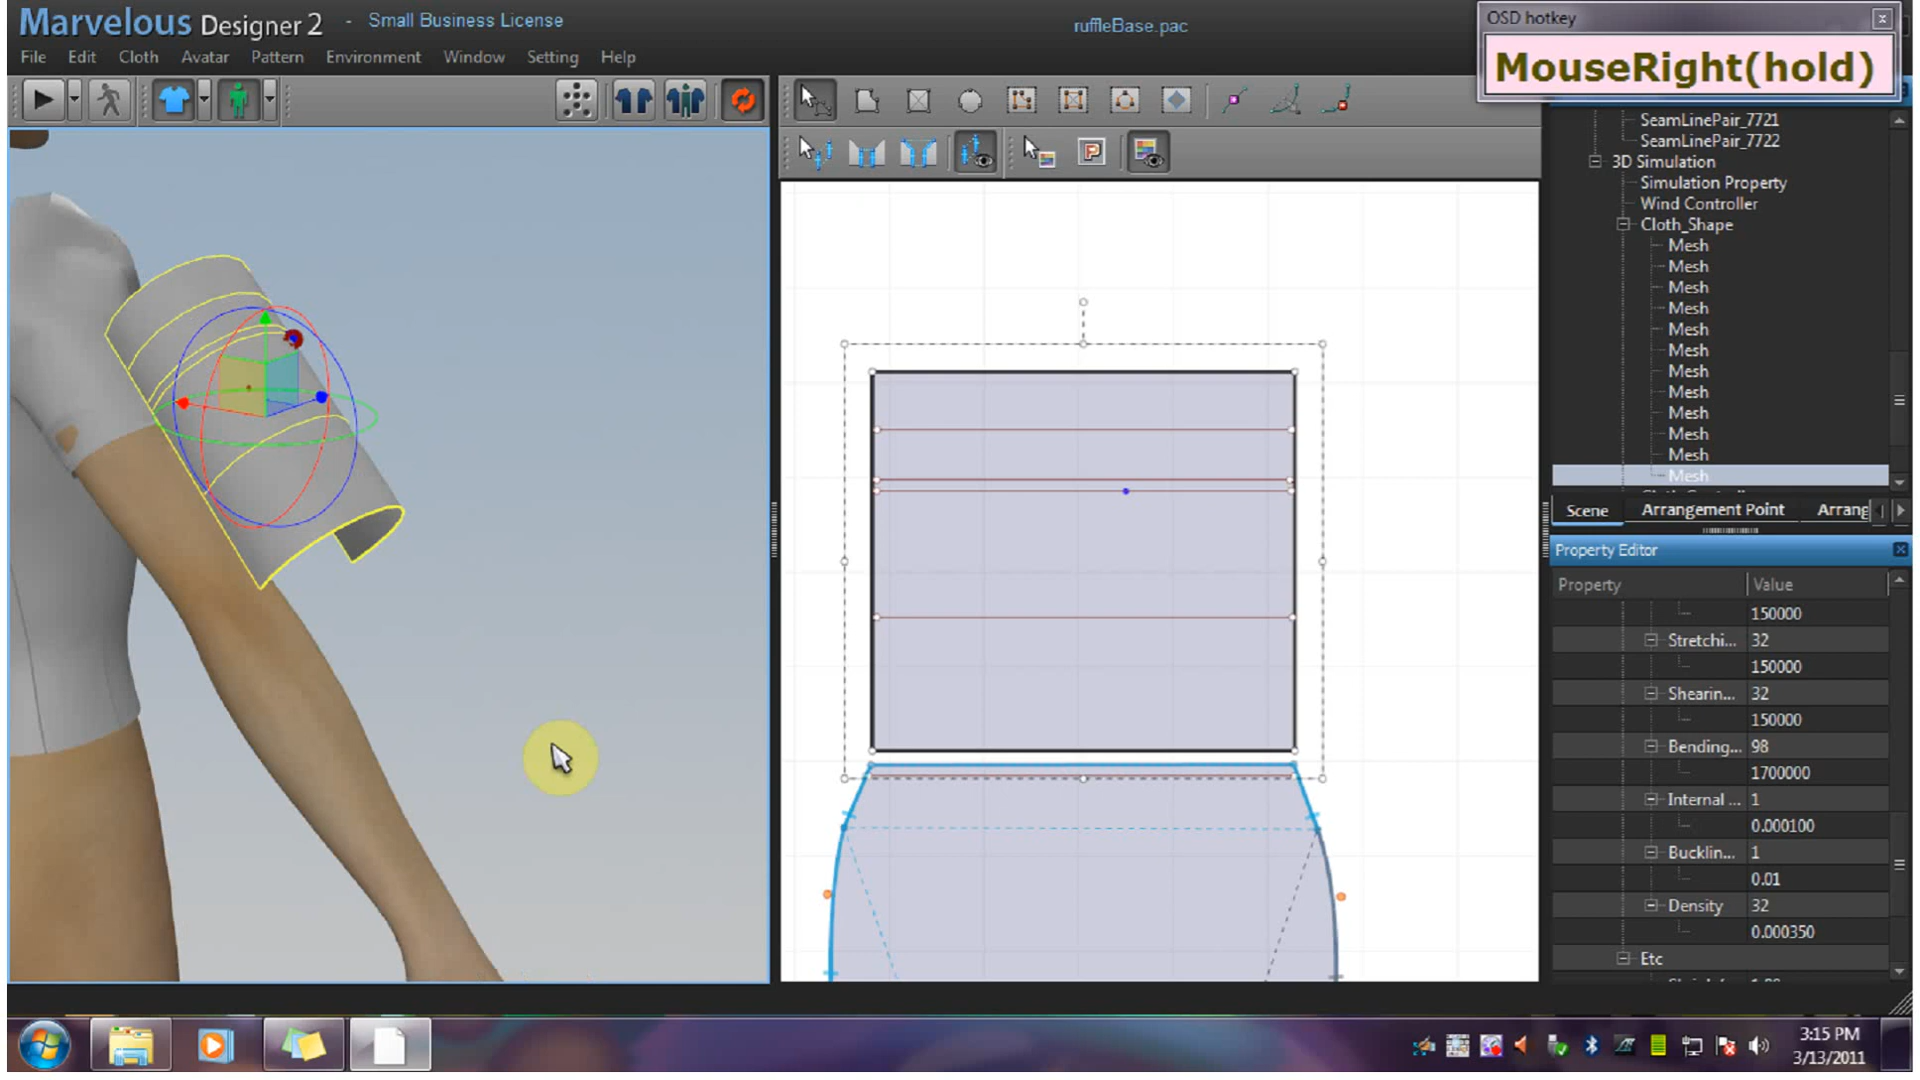 Marvelous Designer 2 - Small Business License
ruffleBase.pac
OSD hotkey
MouseRight(hold)
File Edit Cloth Avatar Pattern Environment Window Setting Help
SeamLinePair_7721
SeamLinePair_7722
3D Simulation
Simulation Property
Wind Controller
Cloth_Shape
Mesh
Mesh
Mesh
Mesh
Mesh
Mesh
Mesh
Mesh
Mesh
Mesh
Mesh
Mesh
Scene Arrangement Point Arrang
Property Editor
Property Value
150000
Stretchi... 32
150000
Shearin... 32
150000
Bending... 98
1700000
Internal ... 1
0.000100
Bucklin... 1
0.01
Density 32
0.000350
Etc
P
3:15 PM
3/13/2011